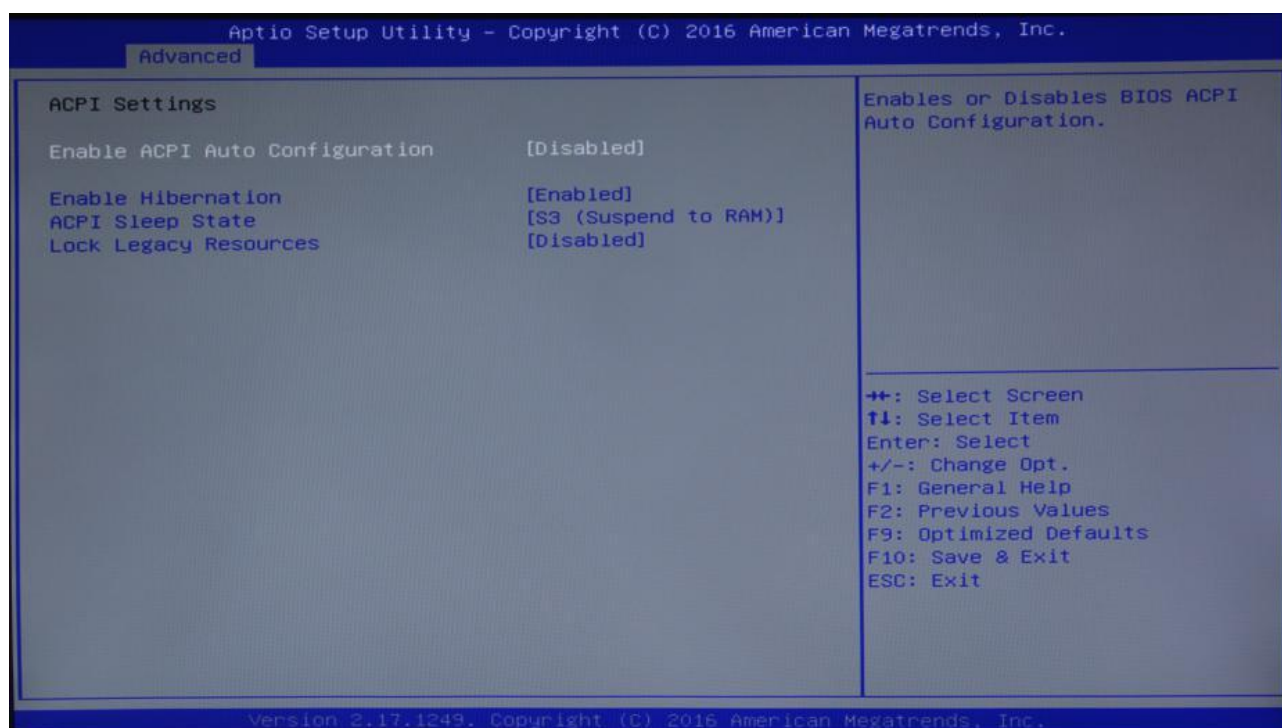 Aptio Setup Utility – Copyright (C) 2016 American Megatrends, Inc.
Advanced
ACPI Settings
Enable ACPI Auto Configuration [Disabled]
Enable Hibernation [Enabled]
ACPI Sleep State [S3 (Suspend to RAM)]
Lock Legacy Resources [Disabled]
Enables or Disables BIOS ACPI
Auto Configuration.
→←: Select Screen
↑↓: Select Item
Enter: Select
+/-: Change Opt.
F1: General Help
F2: Previous Values
F9: Optimized Defaults
F10: Save & Exit
ESC: Exit
Version 2.17.1249. Copyright (C) 2016 American Megatrends, Inc.